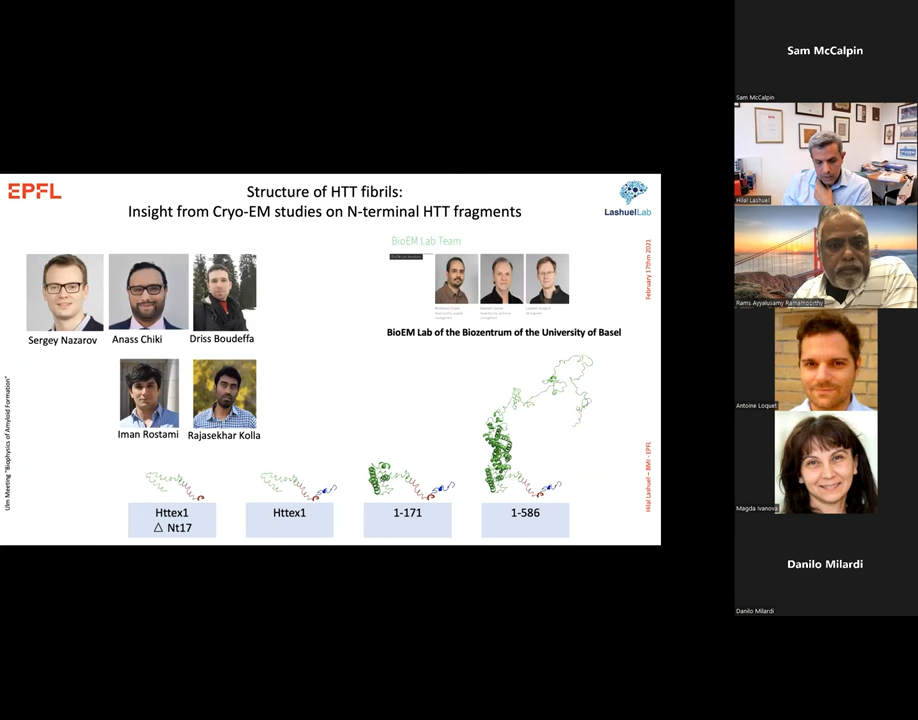 EPFL
Structure of HTT fibrils:
Insight from Cryo-EM studies on N-terminal HTT fragments
LashuelLab
BioEM Lab Team
Sergey Nazarov
Anass Chiki
Driss Boudeffa
BioEM Lab of the Biozentrum of the University of Basel
Iman Rostami
Rajasekhar Kolla
Httex1
△ Nt17
Httex1
1-171
1-586
Ulm Meeting "Biophysics of Amyloid Formation"
February 17thm 2021
Hilal Lashuel – BMI - EPFL
Sam McCalpin
Sam McCalpin
Hilal Lashuel
Rams Ayyalusamy Ramamoorthy
Antoine Loquet
Magda Ivanova
Danilo Milardi
Danilo Milardi